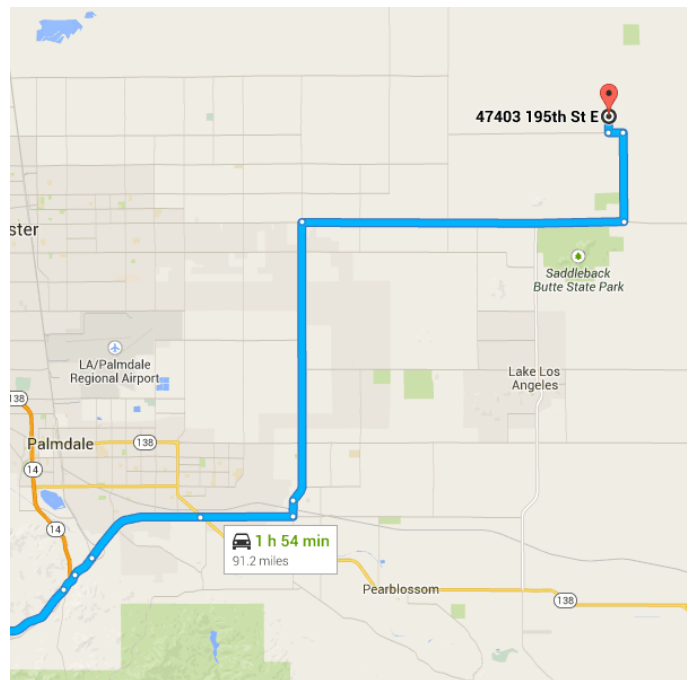 47403 195th St E
ster
Saddleback
Butte State Park
LA/Palmdale
Regional Airport
Lake Los
Angeles
138
Palmdale
138
14
14
1 h 54 min
91.2 miles
Pearblossom
138